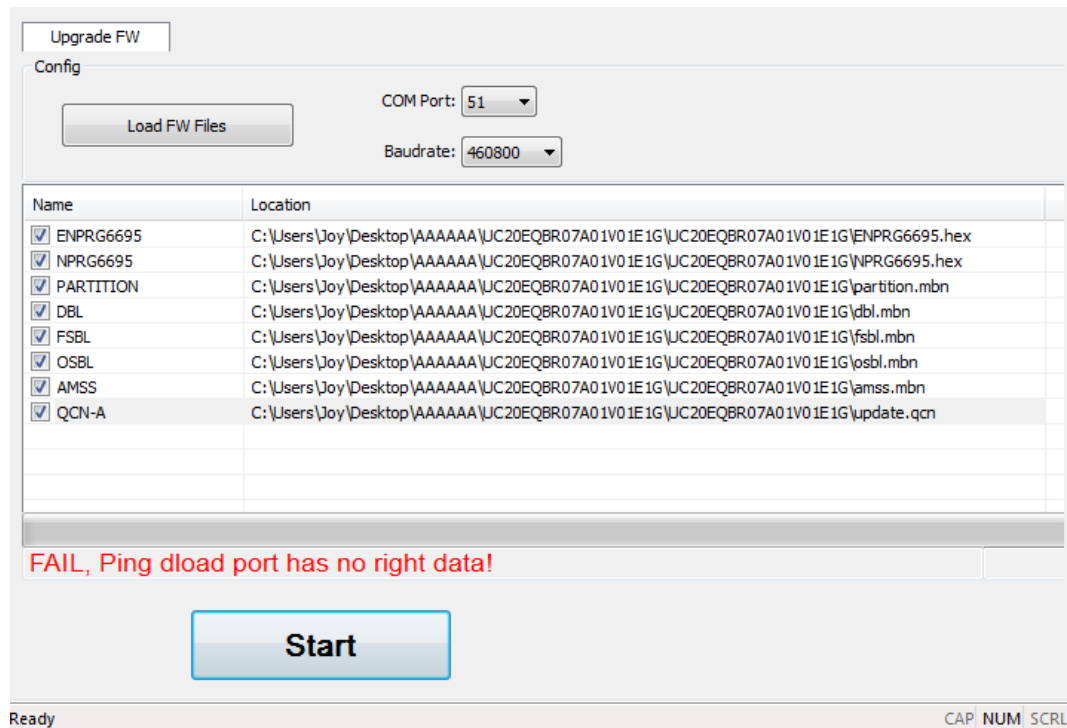 Upgrade FW
Config
Load FW Files
COM Port: 51
Baudrate: 460800
Name Location
ENPRG6695 C:\Users\Joy\Desktop\AAAAAA\UC20EQBR07A01V01E1G\UC20EQBR07A01V01E1G\ENPRG6695.hex
NPRG6695 C:\Users\Joy\Desktop\AAAAAA\UC20EQBR07A01V01E1G\UC20EQBR07A01V01E1G\NPRG6695.hex
PARTITION C:\Users\Joy\Desktop\AAAAAA\UC20EQBR07A01V01E1G\UC20EQBR07A01V01E1G\partition.mbn
DBL C:\Users\Joy\Desktop\AAAAAA\UC20EQBR07A01V01E1G\UC20EQBR07A01V01E1G\dbl.mbn
FSBL C:\Users\Joy\Desktop\AAAAAA\UC20EQBR07A01V01E1G\UC20EQBR07A01V01E1G\fsbl.mbn
OSBL C:\Users\Joy\Desktop\AAAAAA\UC20EQBR07A01V01E1G\UC20EQBR07A01V01E1G\osbl.mbn
AMSS C:\Users\Joy\Desktop\AAAAAA\UC20EQBR07A01V01E1G\UC20EQBR07A01V01E1G\amss.mbn
QCN-A C:\Users\Joy\Desktop\AAAAAA\UC20EQBR07A01V01E1G\UC20EQBR07A01V01E1G\update.qcn
FAIL, Ping dload port has no right data!
Start
Ready CAP NUM SCRL